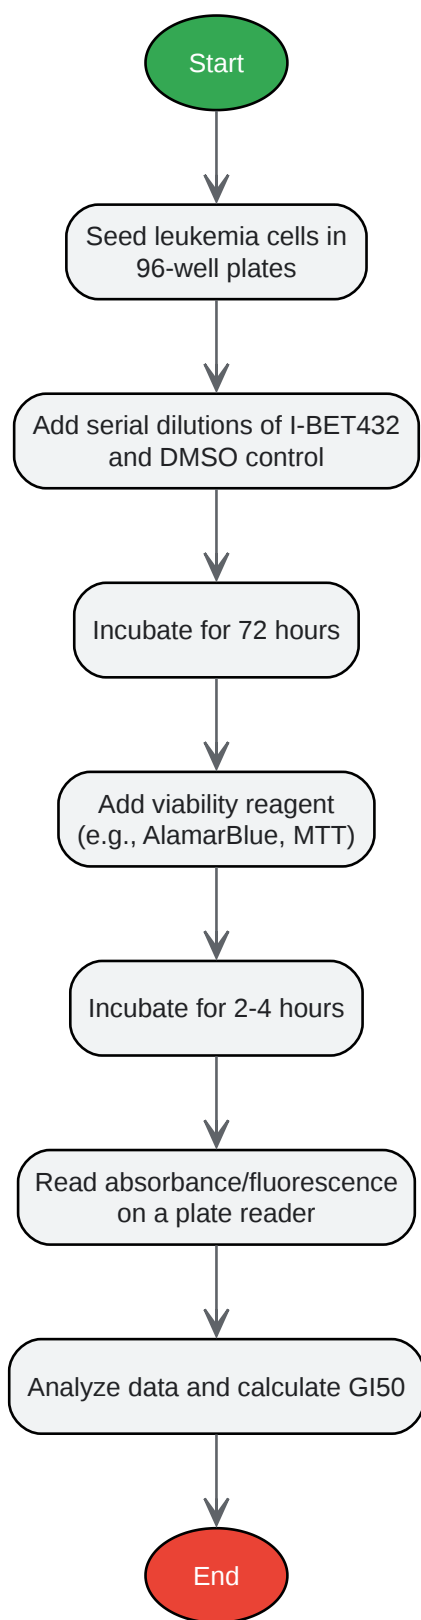 Start
Seed leukemia cells in
96-well plates
Add serial dilutions of I-BET432
and DMSO control
Incubate for 72 hours
Add viability reagent
(e.g., AlamarBlue, MTT)
Incubate for 2-4 hours
Read absorbance/fluorescence
on a plate reader
Analyze data and calculate GI50
End